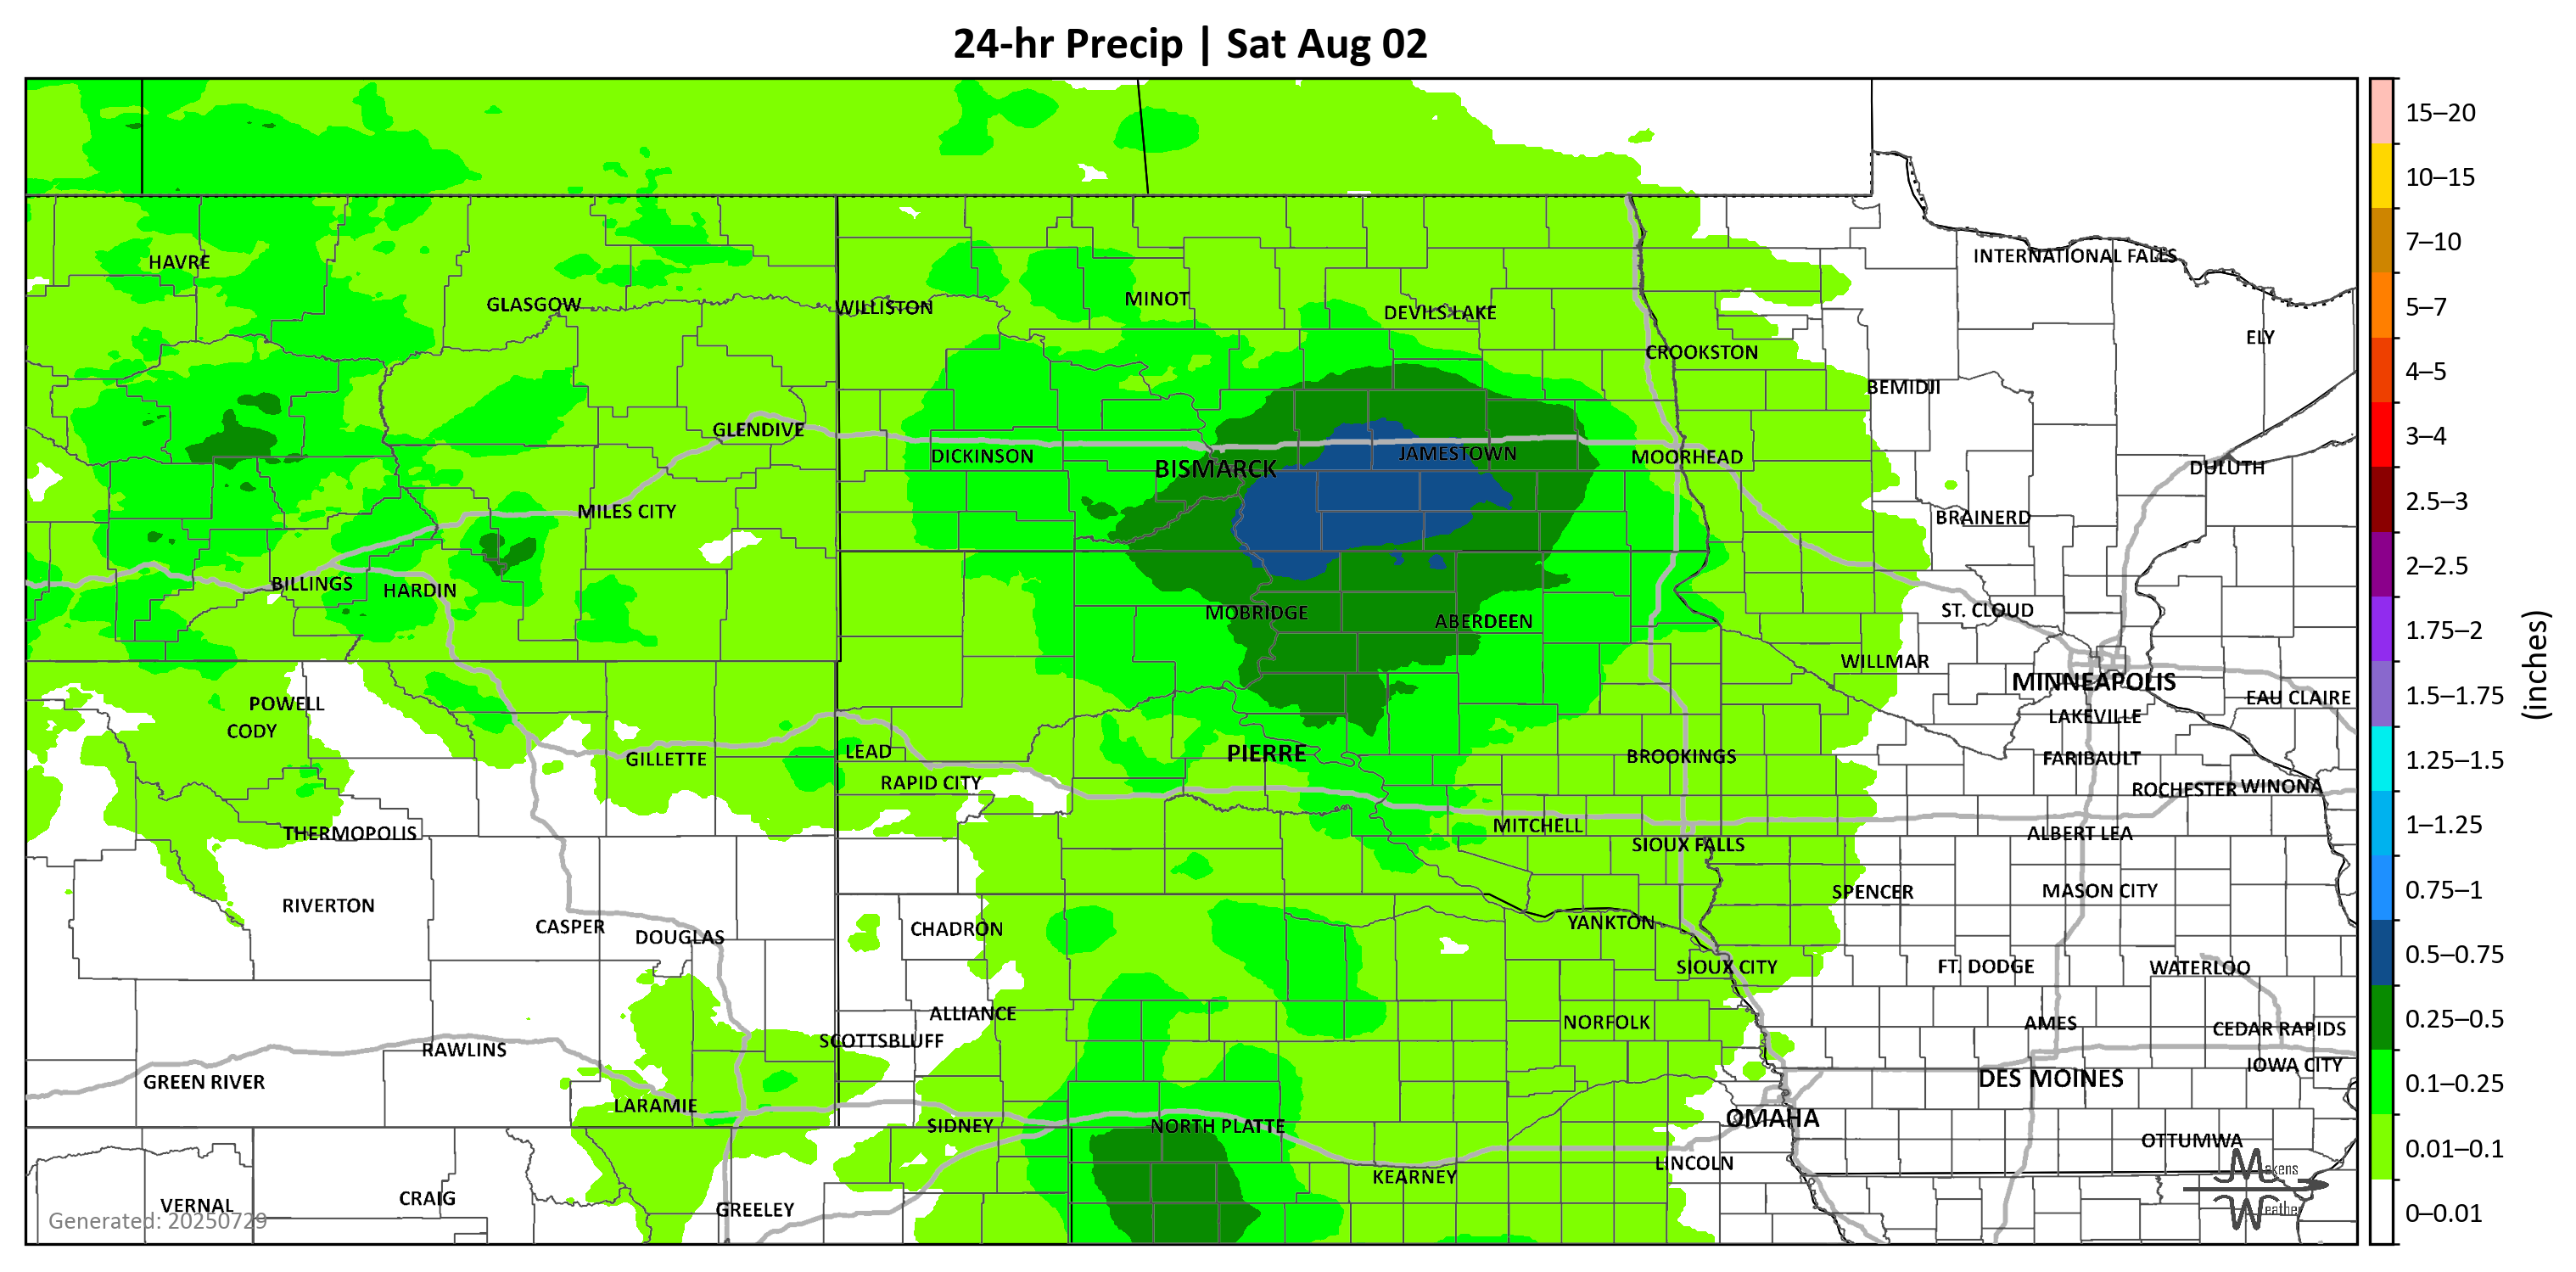 24-hr Precip | Sat Aug 02
15–20
10–15
HAVRE
INTERNATIONAL FALLS
7–10
GLASGOW
WILLISTON
MINOT
DEVILS LAKE
5–7
ELY
CROOKSTON
BEMIDJI
4–5
GLENDIVE
DICKINSON
BISMARCK
JAMESTOWN
MOORHEAD
DULUTH
3–4
MILES CITY
BRAINERD
2.5–3
BILLINGS
HARDIN
2–2.5
MOBRIDGE
ABERDEEN
ST. CLOUD
1.75–2
WILLMAR
MINNEAPOLIS
(inches)
POWELL
CODY
LAKEVILLE
EAU CLAIRE
1.5–1.75
GILLETTE
LEAD
RAPID CITY
PIERRE
BROOKINGS
FARIBAULT
ROCHESTER
WINONA
1.25–1.5
THERMOPOLIS
MITCHELL
SIOUX FALLS
ALBERT LEA
1–1.25
RIVERTON
CASPER
DOUGLAS
CHADRON
YANKTON
SPENCER
MASON CITY
0.75–1
SIOUX CITY
FT. DODGE
WATERLOO
0.5–0.75
ALLIANCE
SCOTTSBLUFF
NORFOLK
AMES
CEDAR RAPIDS
0.25–0.5
RAWLINS
GREEN RIVER
LARAMIE
DES MOINES
IOWA CITY
0.1–0.25
SIDNEY
NORTH PLATTE
OMAHA
OTTUMWA
0.01–0.1
KEARNEY
LINCOLN
VERNAL
CRAIG
GREELEY
Makens
Weather
Generated: 20250729
0–0.01